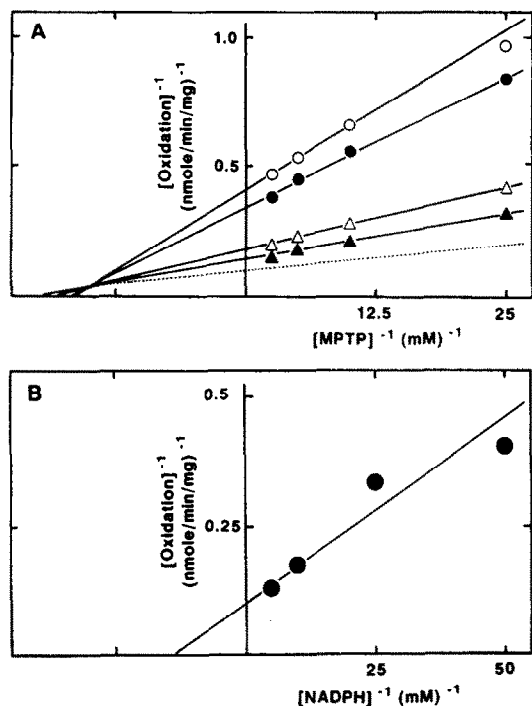 A
1.0
0.5
[Oxidation]⁻¹
(nmole/min/mg)⁻¹
12.5
25
[MPTP]⁻¹ (mM)⁻¹
B
0.5
0.25
[Oxidation]⁻¹
(nmole/min/mg)⁻¹
25
50
[NADPH]⁻¹ (mM)⁻¹